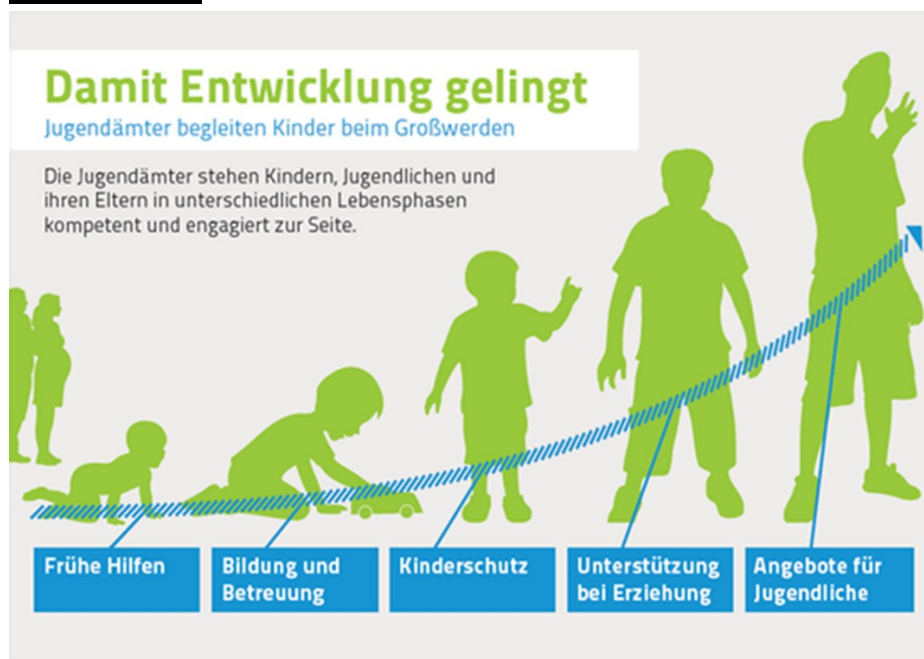 Damit Entwicklung gelingt
Jugendämter begleiten Kinder beim Großwerden
Die Jugendämter stehen Kindern, Jugendlichen und
ihren Eltern in unterschiedlichen Lebensphasen
kompetent und engagiert zur Seite.
Frühe Hilfen
Bildung und
Betreuung
Kinderschutz
Unterstützung
bei Erziehung
Angebote für
Jugendliche